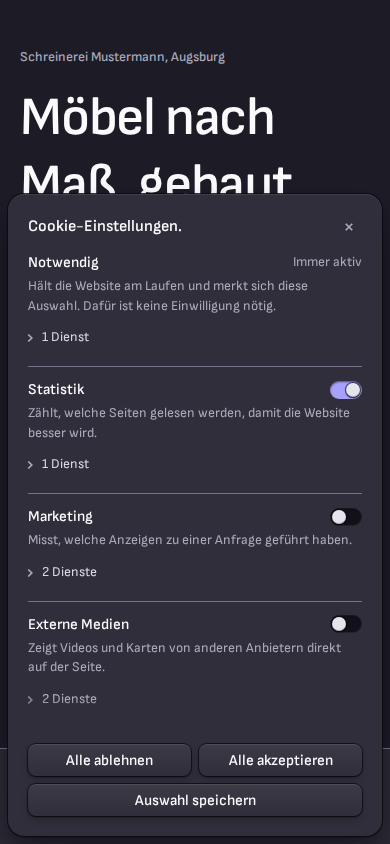 Schreinerei Mustermann, Augsburg
Möbel nach
Maß, gebaut
Cookie-Einstellungen.
Notwendig
Immer aktiv
Hält die Website am Laufen und merkt sich diese
Auswahl. Dafür ist keine Einwilligung nötig.
1 Dienst
Statistik
Zählt, welche Seiten gelesen werden, damit die Website
besser wird.
1 Dienst
Marketing
Misst, welche Anzeigen zu einer Anfrage geführt haben.
2 Dienste
Externe Medien
Zeigt Videos und Karten von anderen Anbietern direkt
auf der Seite.
2 Dienste
Alle ablehnen
Alle akzeptieren
Auswahl speichern